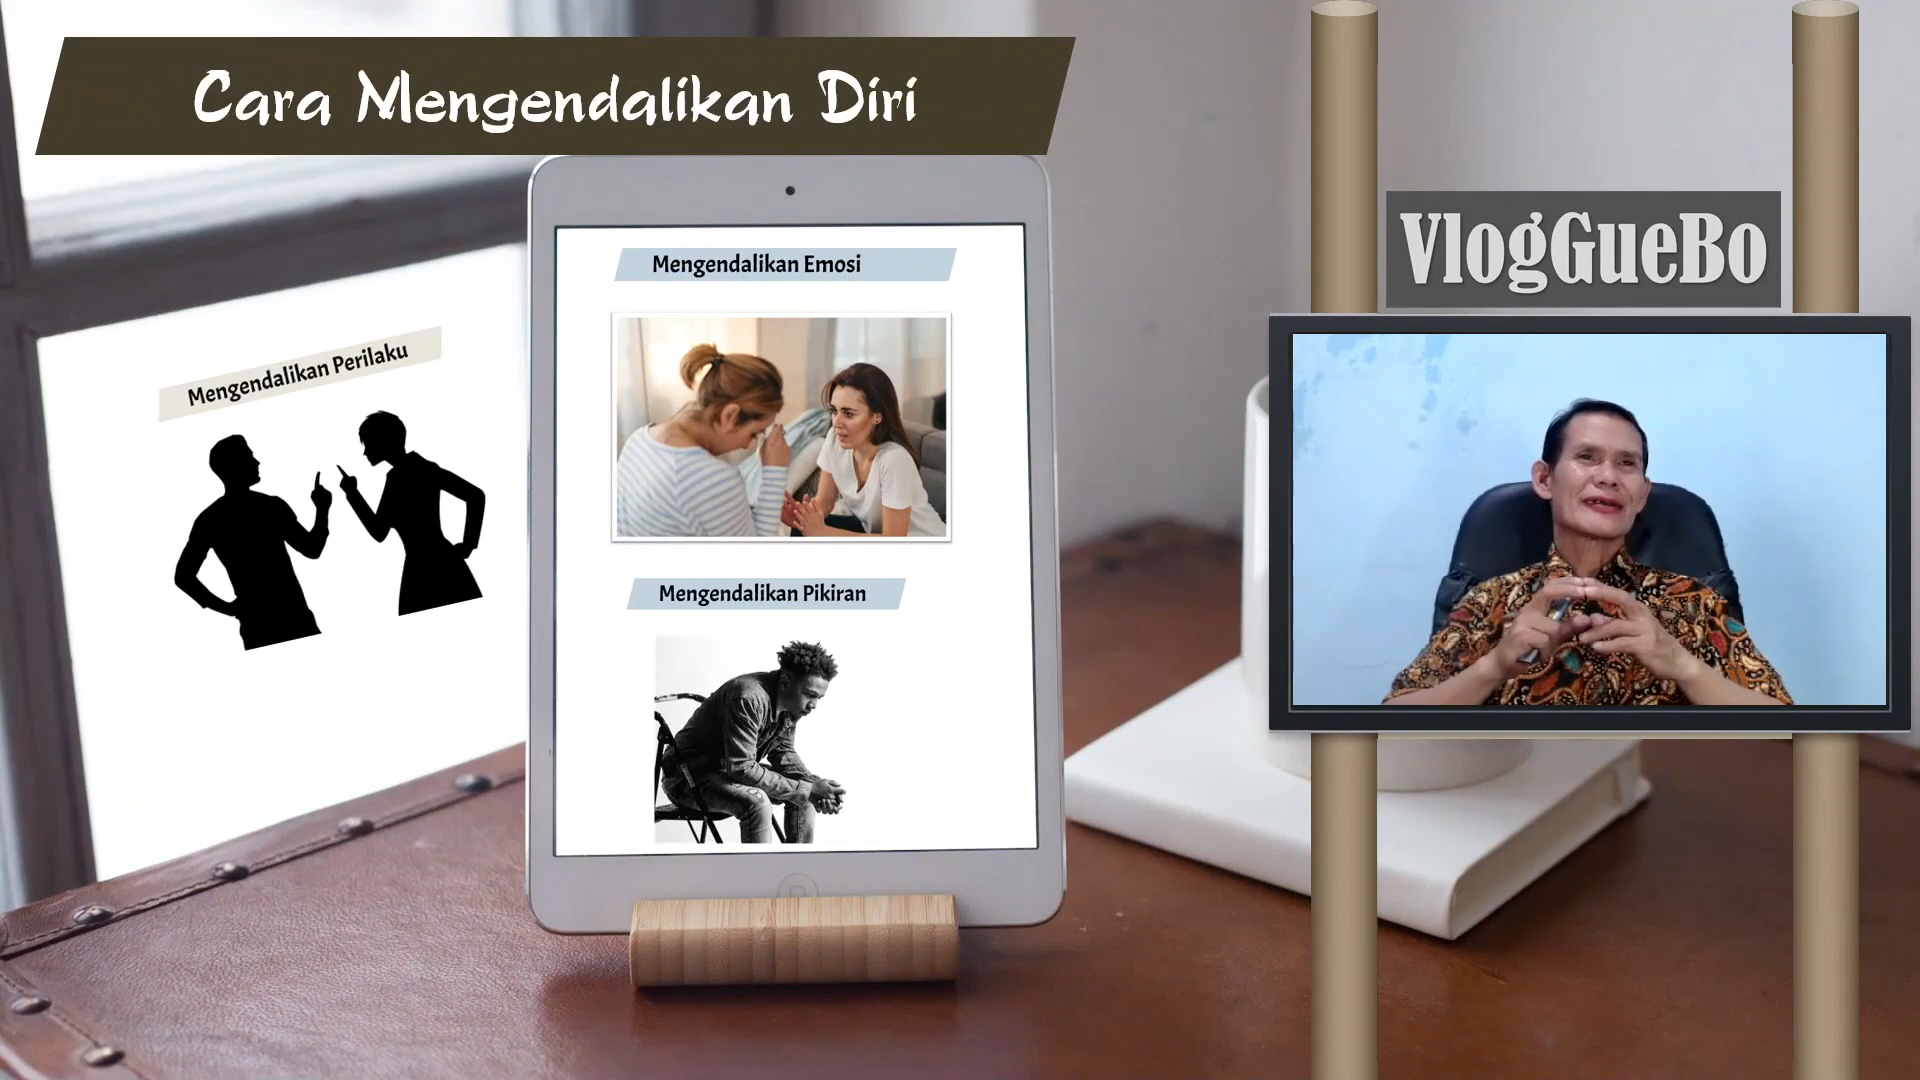 Cara Mengendalikan Diri
VlogGueBo
Mengendalikan Perilaku
Mengendalikan Emosi
Mengendalikan Pikiran